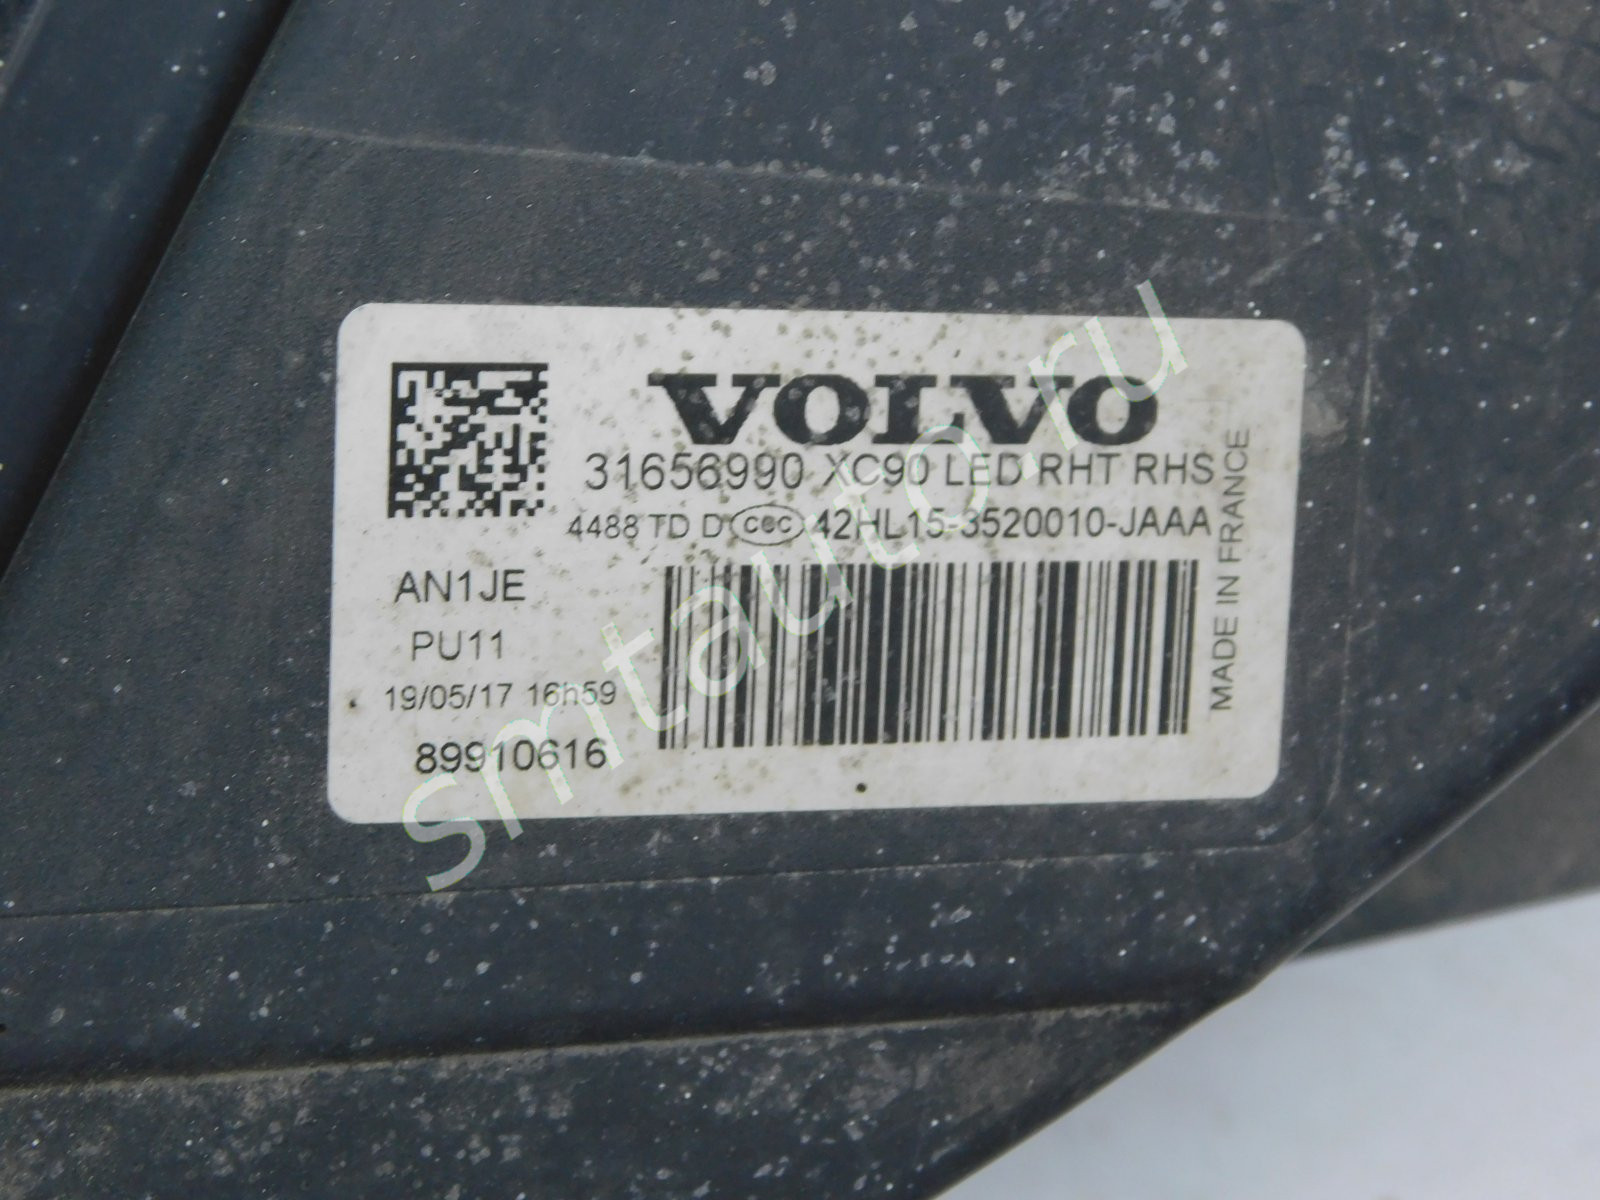 VOLVO
31656990 XC90 LED RHT RHS
4488 TD D cec 42HL15-3520010-JAAA
AN1JE
PU11
19/05/17 16h59
89910616
MADE IN FRANCE
smtauto.ru